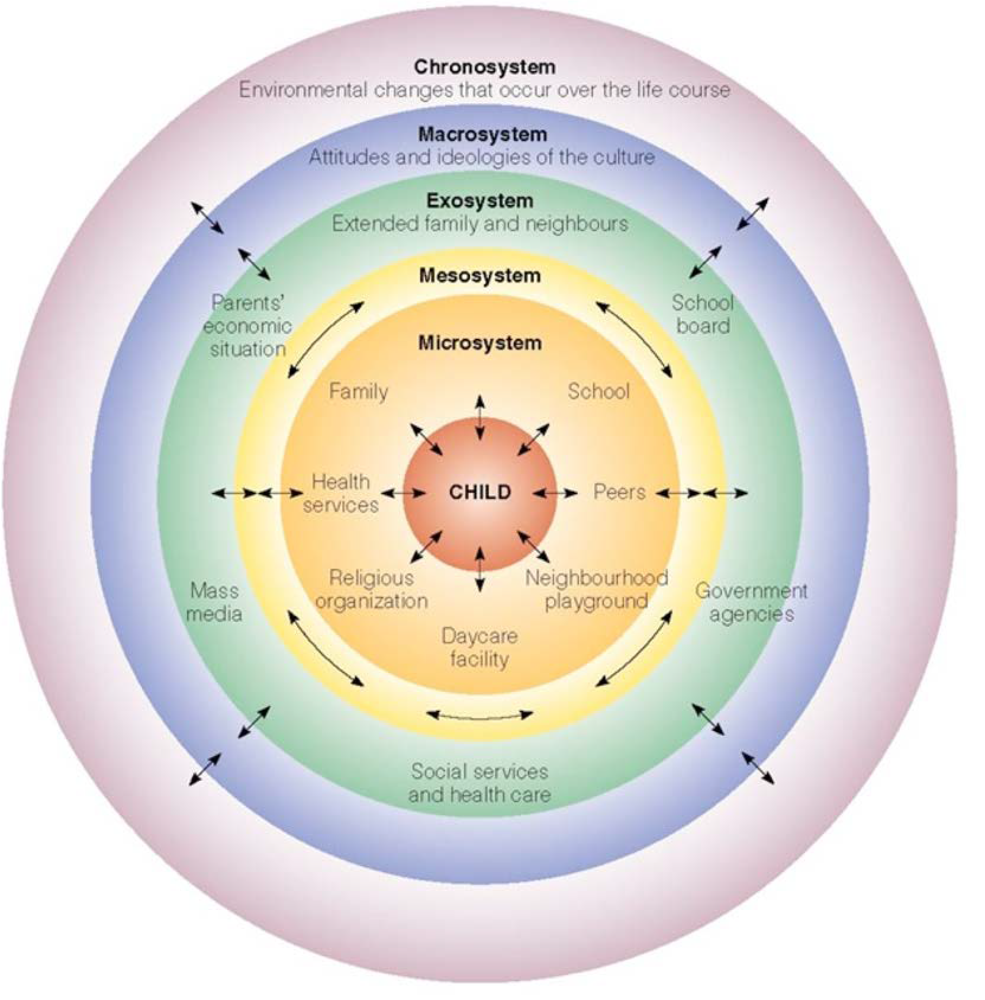 Chronosystem
Environmental changes that occur over the life course
Macrosystem
Attitudes and ideologies of the culture
Exosystem
Extended family and neighbours
Mesosystem
Parents'
economic
situation
School
board
Microsystem
Family
School
Health
services
CHILD
Peers
Religious
organization
Neighbourhood
playground
Mass
media
Government
agencies
Daycare
facility
Social services
and health care